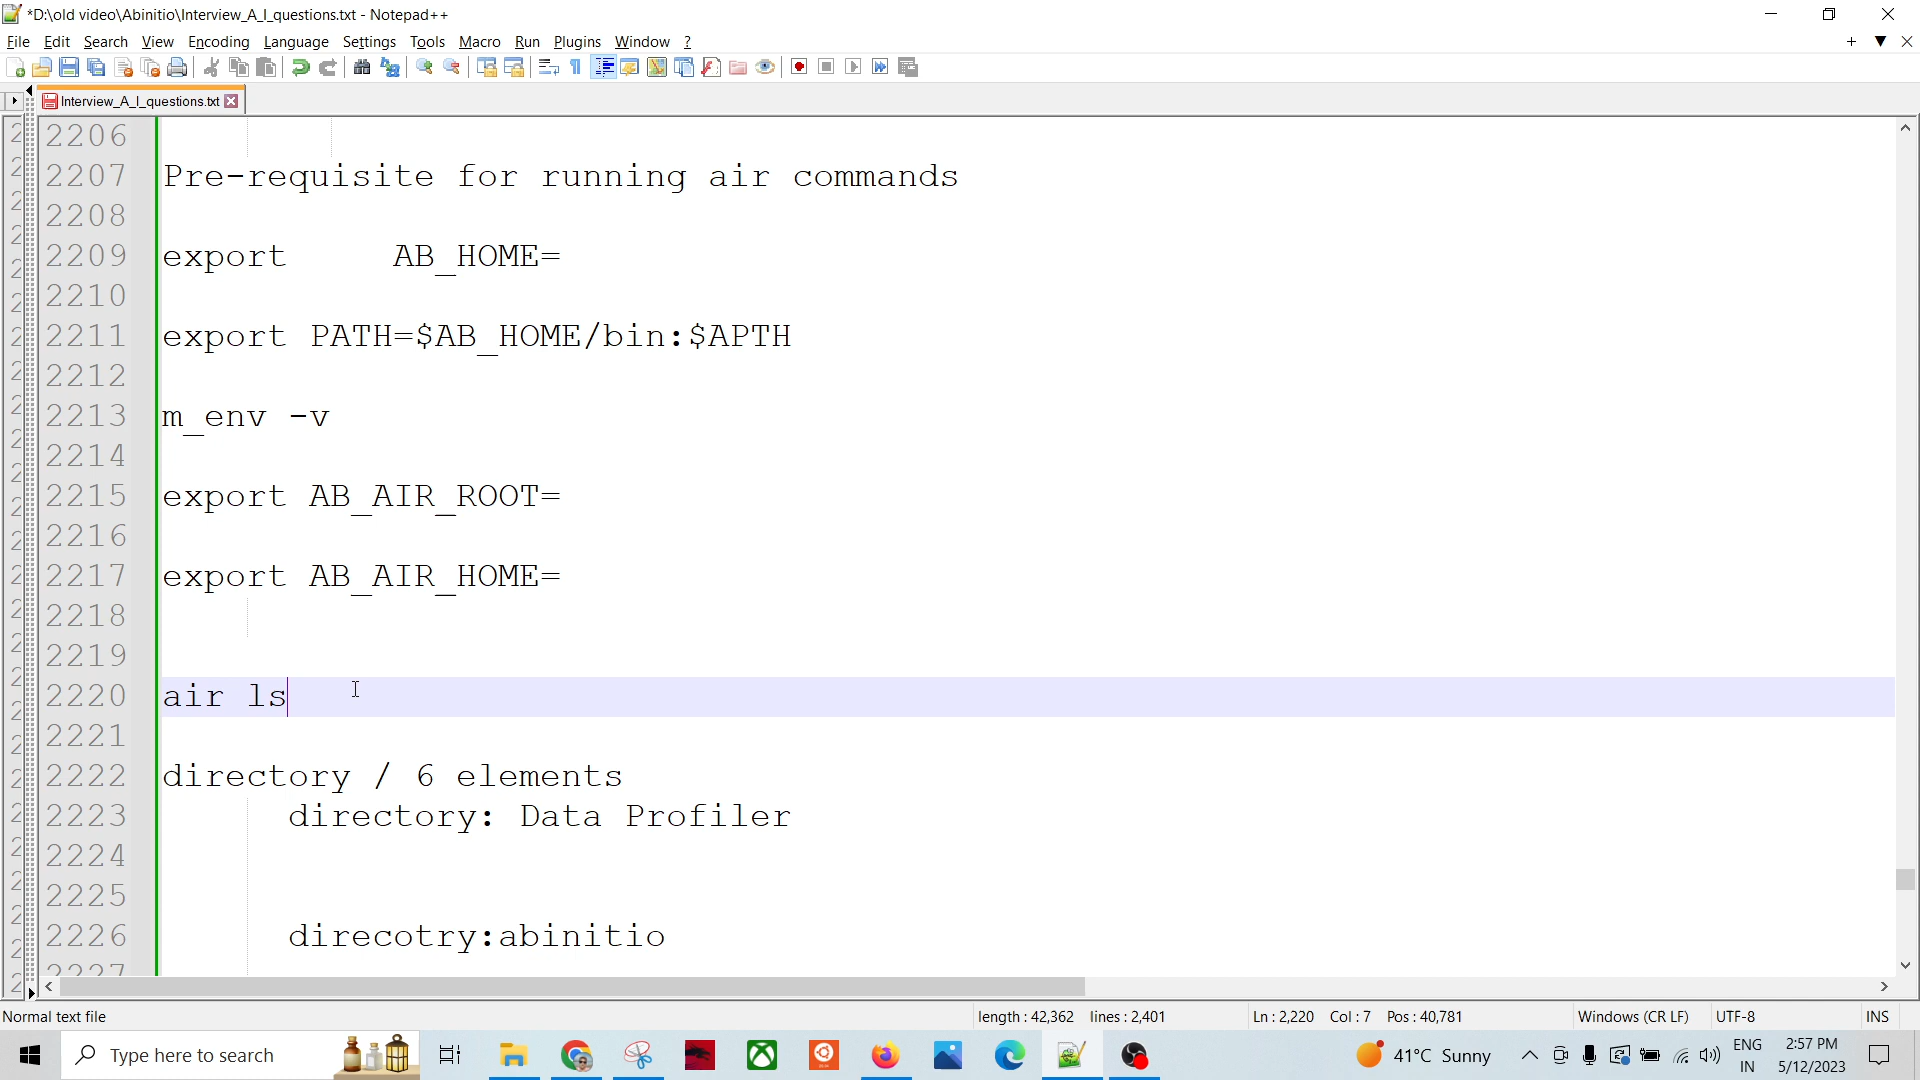 *D:\old video\Abinitio\Interview_A_I_questions.txt - Notepad++
File Edit Search View Encoding Language Settings Tools Macro Run Plugins Window ?
Interview_A_I_questions.txt
2206
2207 Pre-requisite for running air commands
2208
2209 export AB_HOME=
2210
2211 export PATH=$AB_HOME/bin:$APTH
2212
2213 m_env -v
2214
2215 export AB_AIR_ROOT=
2216
2217 export AB_AIR_HOME=
2218
2219
2220 air ls
2221
2222 directory / 6 elements
2223 directory: Data Profiler
2224
2225
2226 direcotry:abinitio
2227
Normal text file length : 42,362 lines : 2,401 Ln : 2,220 Col : 7 Pos : 40,781 Windows (CR LF) UTF-8 INS
Type here to search 41°C Sunny ENG IN 2:57 PM 5/12/2023